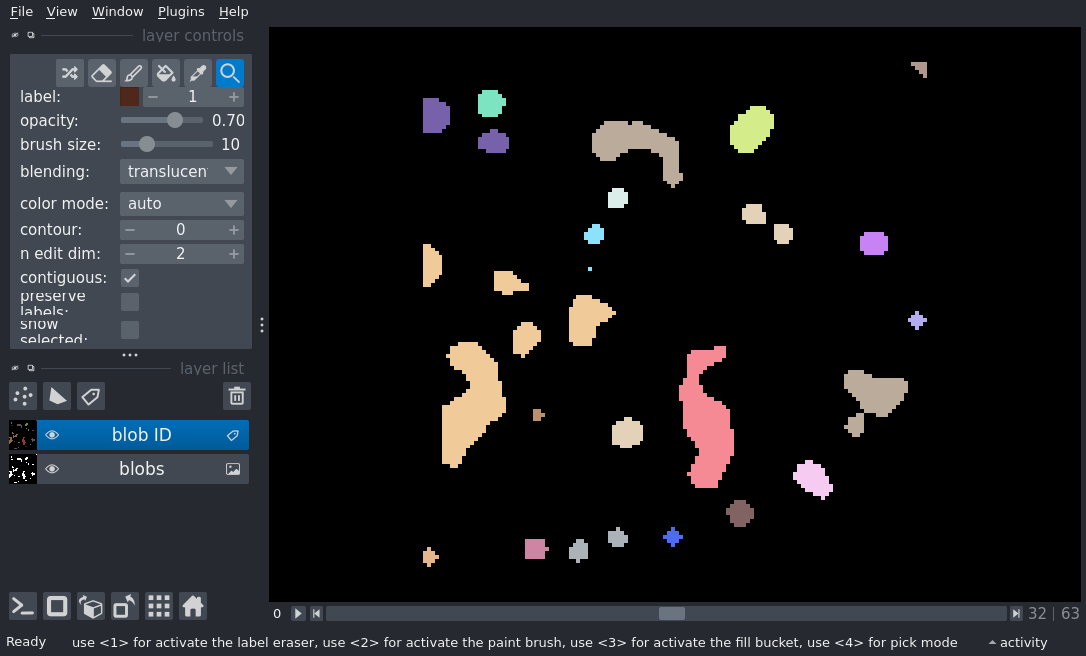 File View Window Plugins Help
layer controls
label: 1
opacity: 0.70
brush size: 10
blending: translucen
color mode: auto
contour: 0
n edit dim: 2
contiguous:
preserve
labels:
show
selected:
layer list
blob ID
blobs
0 32 63
Ready use <1> for activate the label eraser, use <2> for activate the paint brush, use <3> for activate the fill bucket, use <4> for pick mode activity